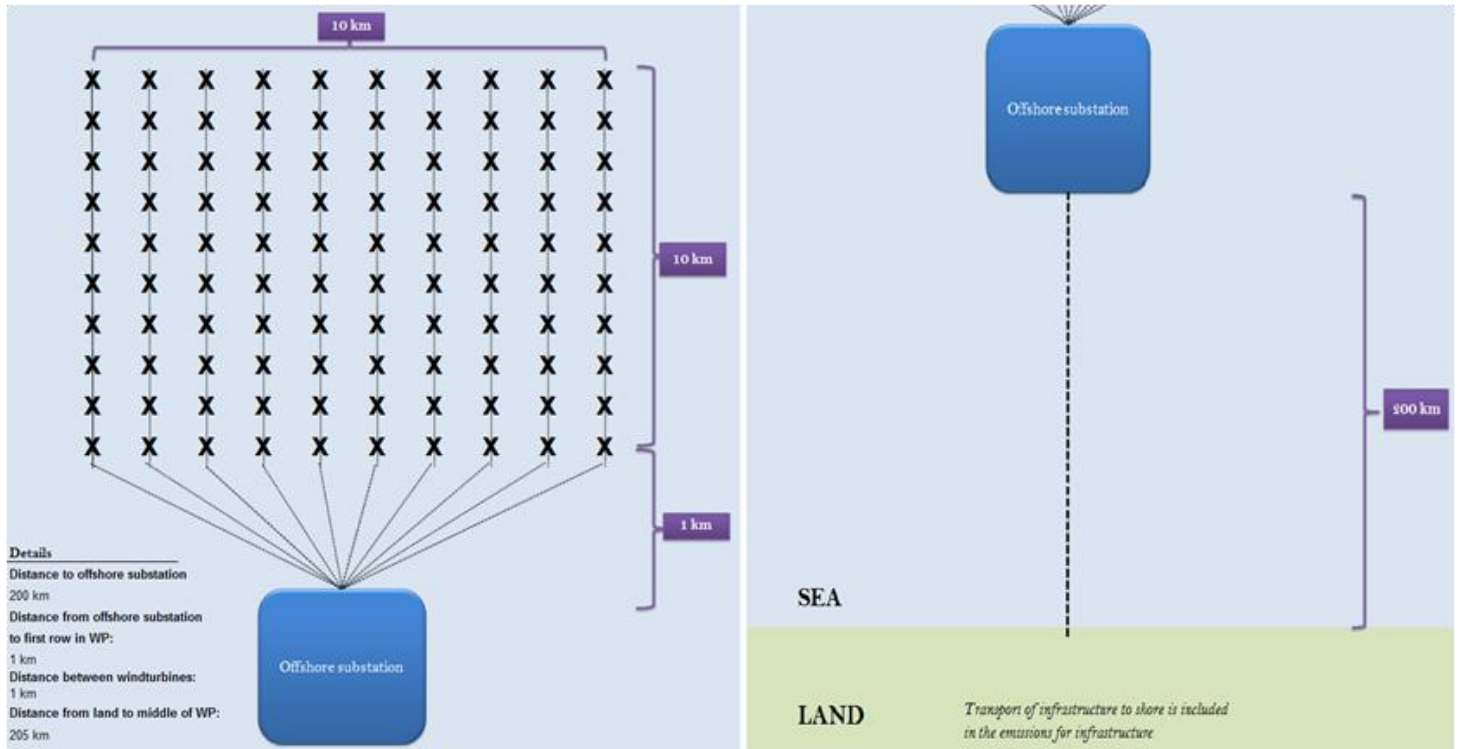 10 km
X X X X X X X X X X
X X X X X X X X X X
X X X X X X X X X X
X X X X X X X X X X
X X X X X X X X X X
X X X X X X X X X X
X X X X X X X X X X
X X X X X X X X X X
X X X X X X X X X X
X X X X X X X X X X
10 km
1 km
Details
Distance to offshore substation
200 km
Distance from offshore substation
to first row in WP:
1 km
Distance between windturbines:
1 km
Distance from land to middle of WP:
205 km
Offshore substation
Offshore substation
200 km
SEA
LAND
Transport of infrastructure to shore is included
in the emissions for infrastructure